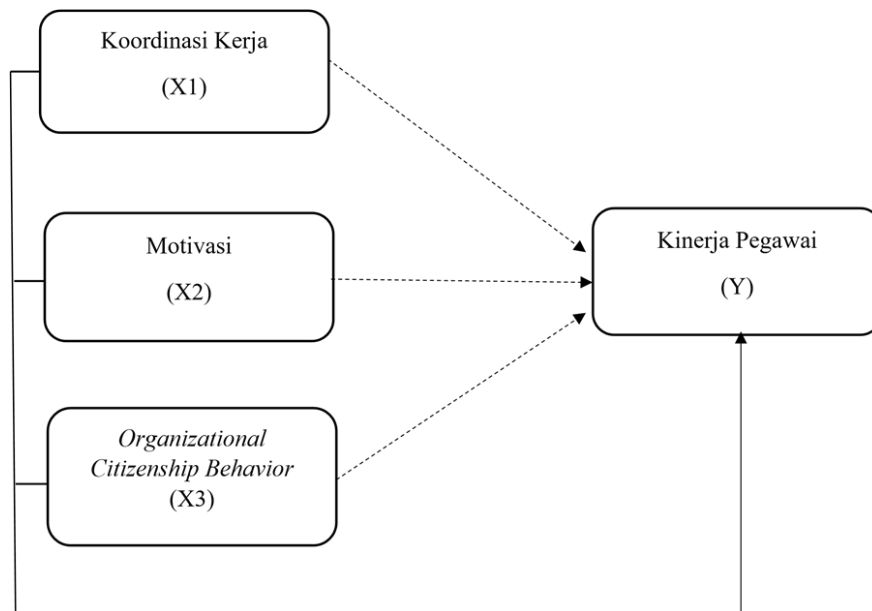 Koordinasi Kerja
(X1)
Motivasi
(X2)
Organizational
Citizenship Behavior
(X3)
Kinerja Pegawai
(Y)